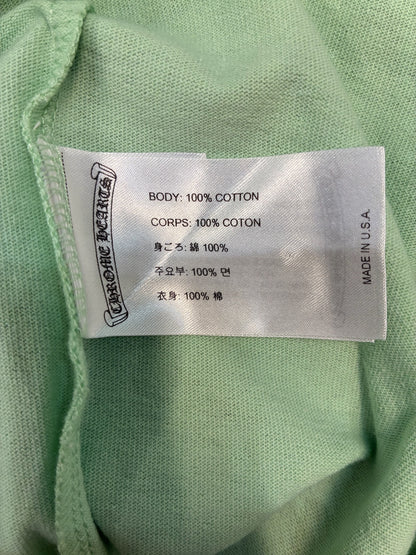 CHROME HEARTS
BODY: 100% COTTON
CORPS: 100% COTON
身ごろ: 綿 100%
주요부: 100% 면
衣身: 100% 棉
MADE IN U.S.A.